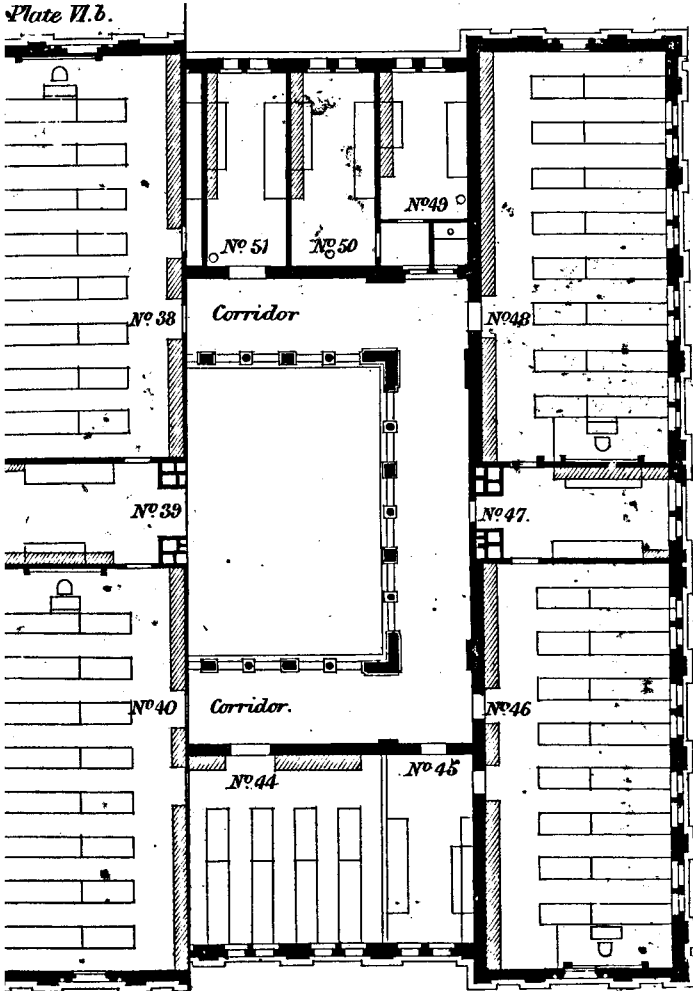 Plate VI.b.
Nº 51
Nº 50
Nº 49
Nº 38
Corridor
Nº 48
Nº 39
Nº 47.
Nº 40
Corridor.
Nº 46
Nº 44
Nº 45